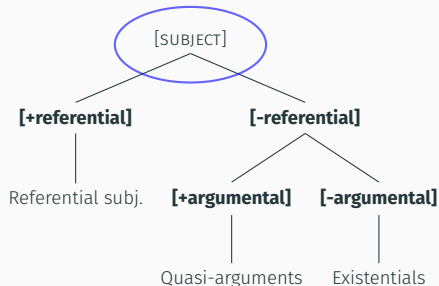 [SUBJECT]
[+referential] [-referential]
Referential subj. [+argumental] [-argumental]
Quasi-arguments Existentials